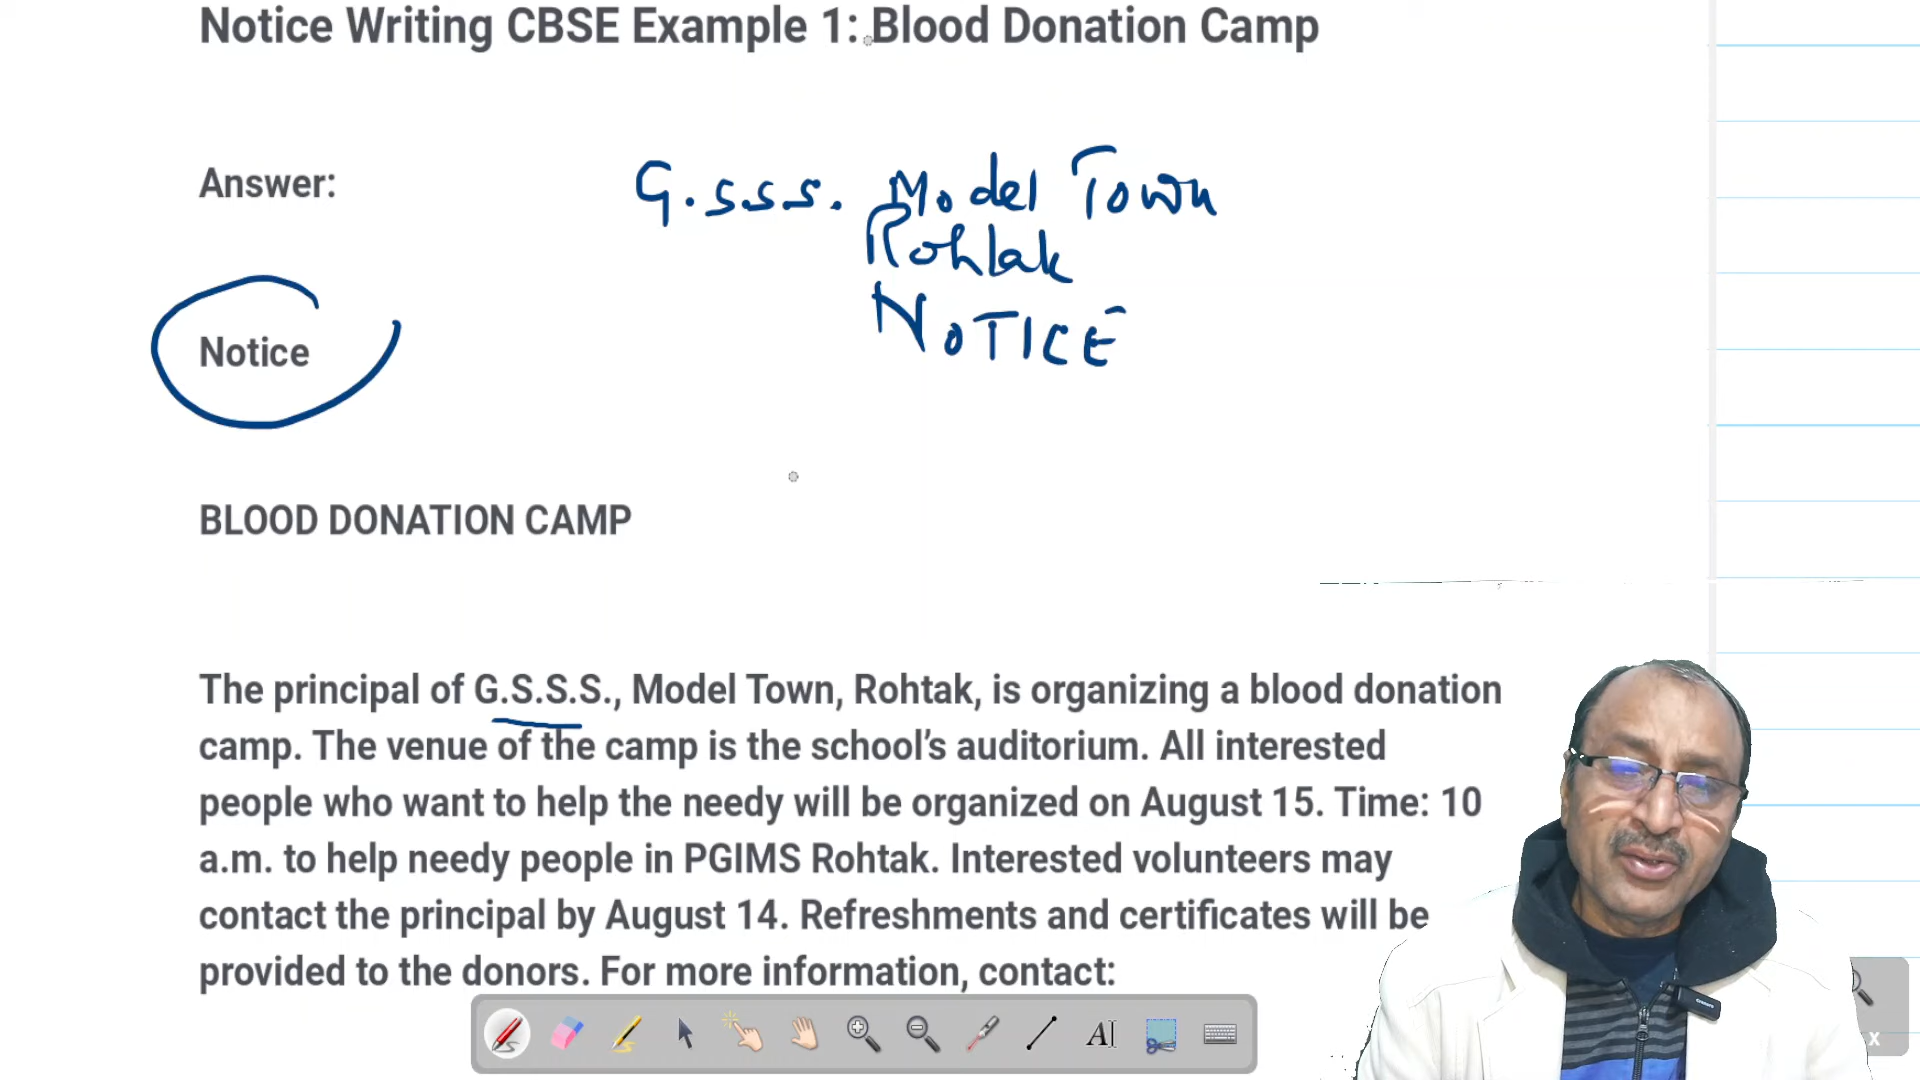 Notice Writing CBSE Example 1: Blood Donation Camp
Answer:
G.S.S.S. Model Town
Rohtak
NOTICE
Notice
BLOOD DONATION CAMP
The principal of G.S.S.S., Model Town, Rohtak, is organizing a blood donation
camp. The venue of the camp is the school’s auditorium. All interested
people who want to help the needy will be organized on August 15. Time: 10
a.m. to help needy people in PGIMS Rohtak. Interested volunteers may
contact the principal by August 14. Refreshments and certificates will be
provided to the donors. For more information, contact:
AI
x